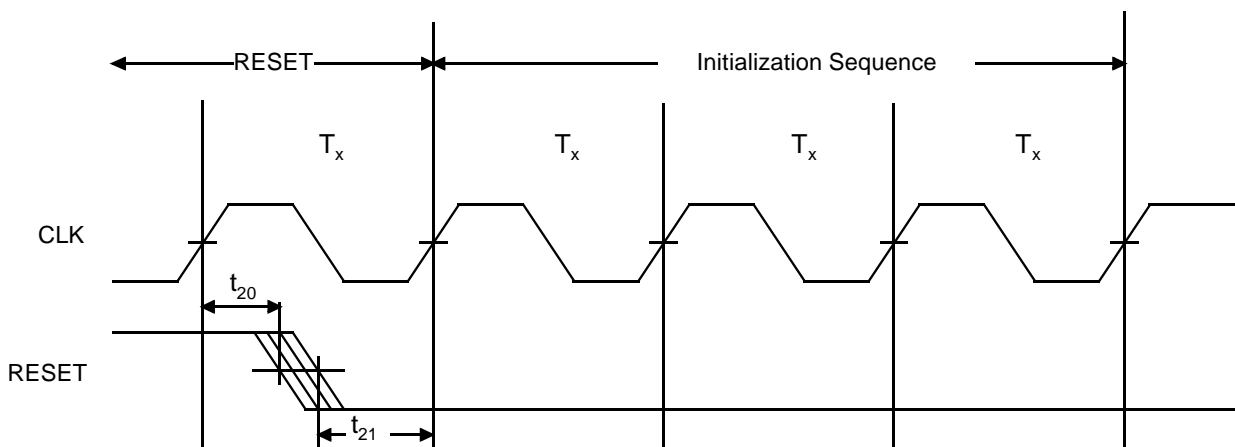 RESET
Initialization Sequence
Tx
Tx
Tx
Tx
CLK
t20
RESET
t21